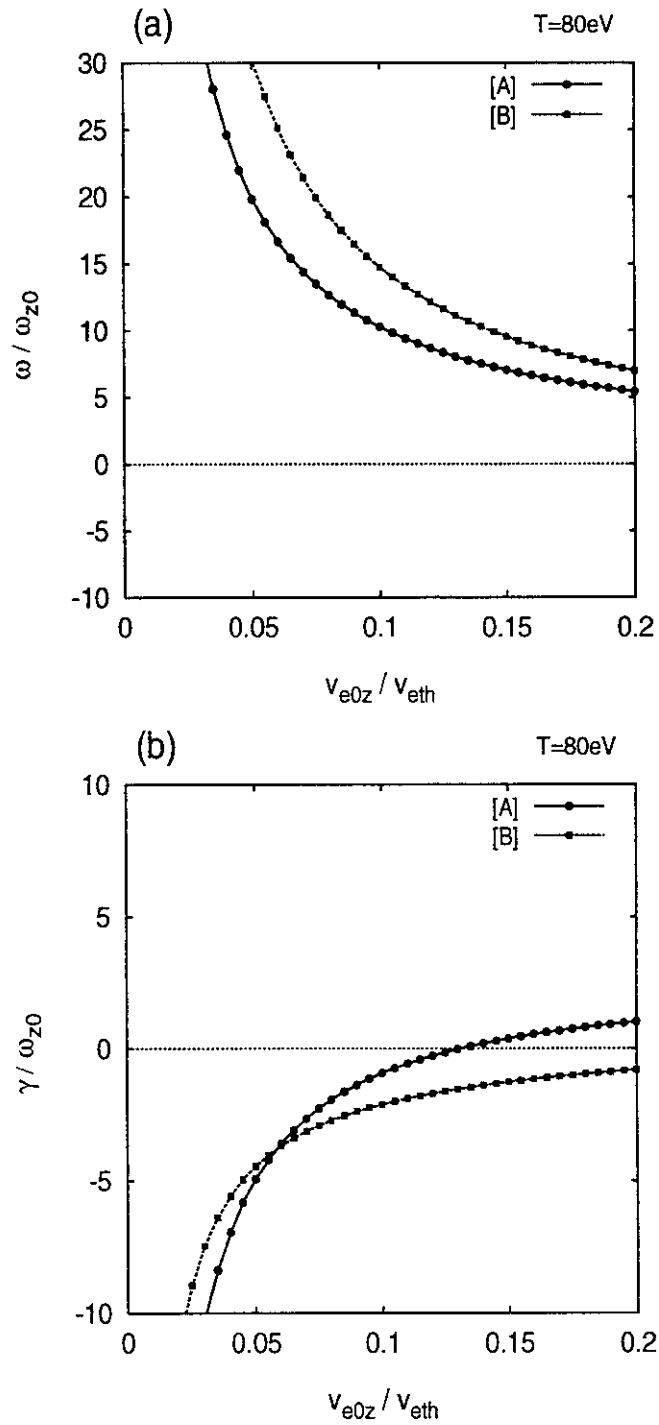 (a) T=80eV
30
25
20
15
10
5
0
-5
-10
[A]
[B]
ω / ω_z0
0 0.05 0.1 0.15 0.2
v_e0z / v_eth
(b) T=80eV
10
5
0
-5
-10
[A]
[B]
γ / ω_z0
0 0.05 0.1 0.15 0.2
v_e0z / v_eth